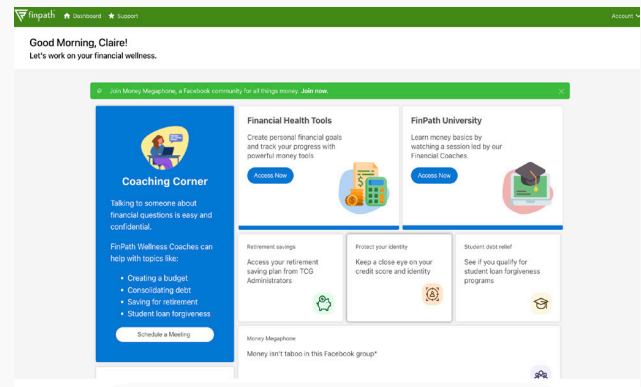 finpath Dashboard Support Account
Good Morning, Claire!
Let's work on your financial wellness.
Join Money Megaphone, a Facebook community for all things money. Join now.
Coaching Corner
Talking to someone about
financial questions is easy and
confidential.
FinPath Wellness Coaches can
help with topics like:
• Creating a budget
• Consolidating debt
• Saving for retirement
• Student loan forgiveness
Schedule a Meeting
Financial Health Tools
Create personal financial goals
and track your progress with
powerful money tools
Access Now
FinPath University
Learn money basics by
watching a session led by our
Financial Coaches.
Access Now
Retirement savings
Access your retirement
saving plan from TCG
Administrators
Protect your identity
Keep a close eye on your
credit score and identity
Student debt relief
See if you qualify for
student loan forgiveness
programs
Money Megaphone
Money isn't taboo in this Facebook group*